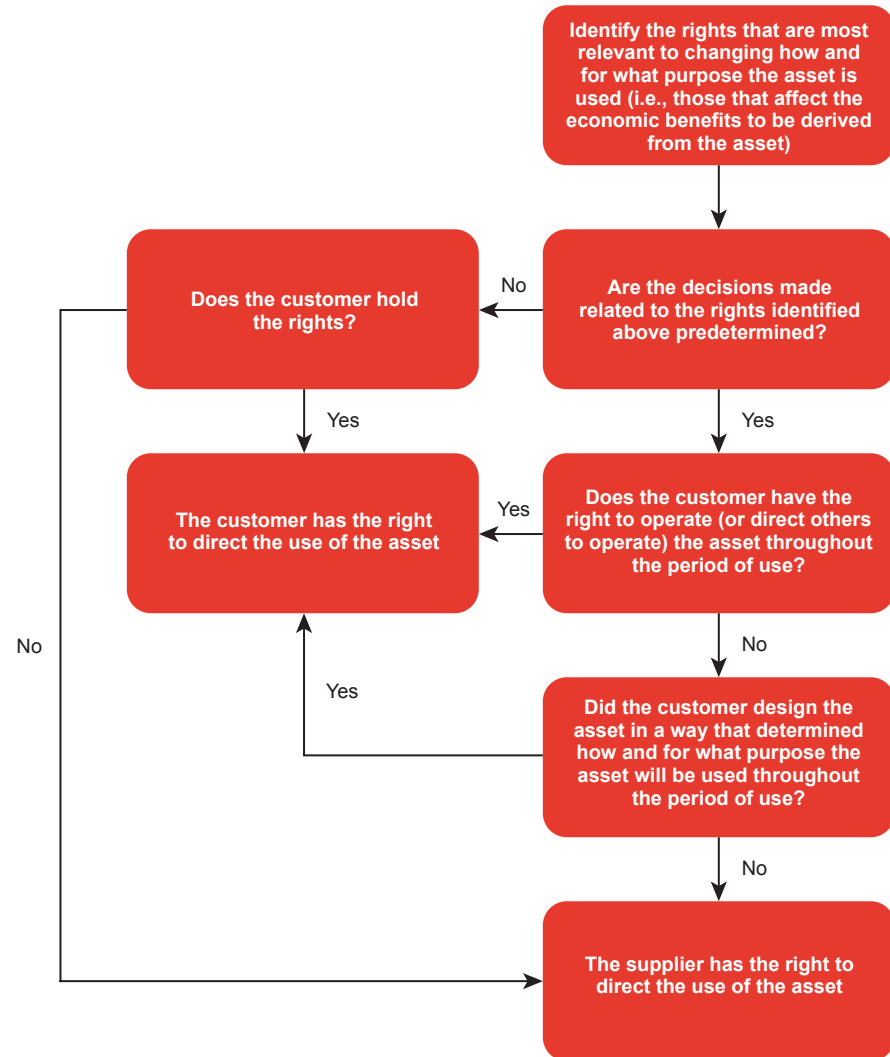 Identify the rights that are most
relevant to changing how and
for what purpose the asset is
used (i.e., those that affect the
economic benefits to be derived
from the asset)
Does the customer hold
the rights?
No
Are the decisions made
related to the rights identified
above predetermined?
Yes
Yes
The customer has the right
to direct the use of the asset
Yes
Does the customer have the
right to operate (or direct others
to operate) the asset throughout
the period of use?
No
No
Yes
Did the customer design the
asset in a way that determined
how and for what purpose the
asset will be used throughout
the period of use?
No
The supplier has the right to
direct the use of the asset